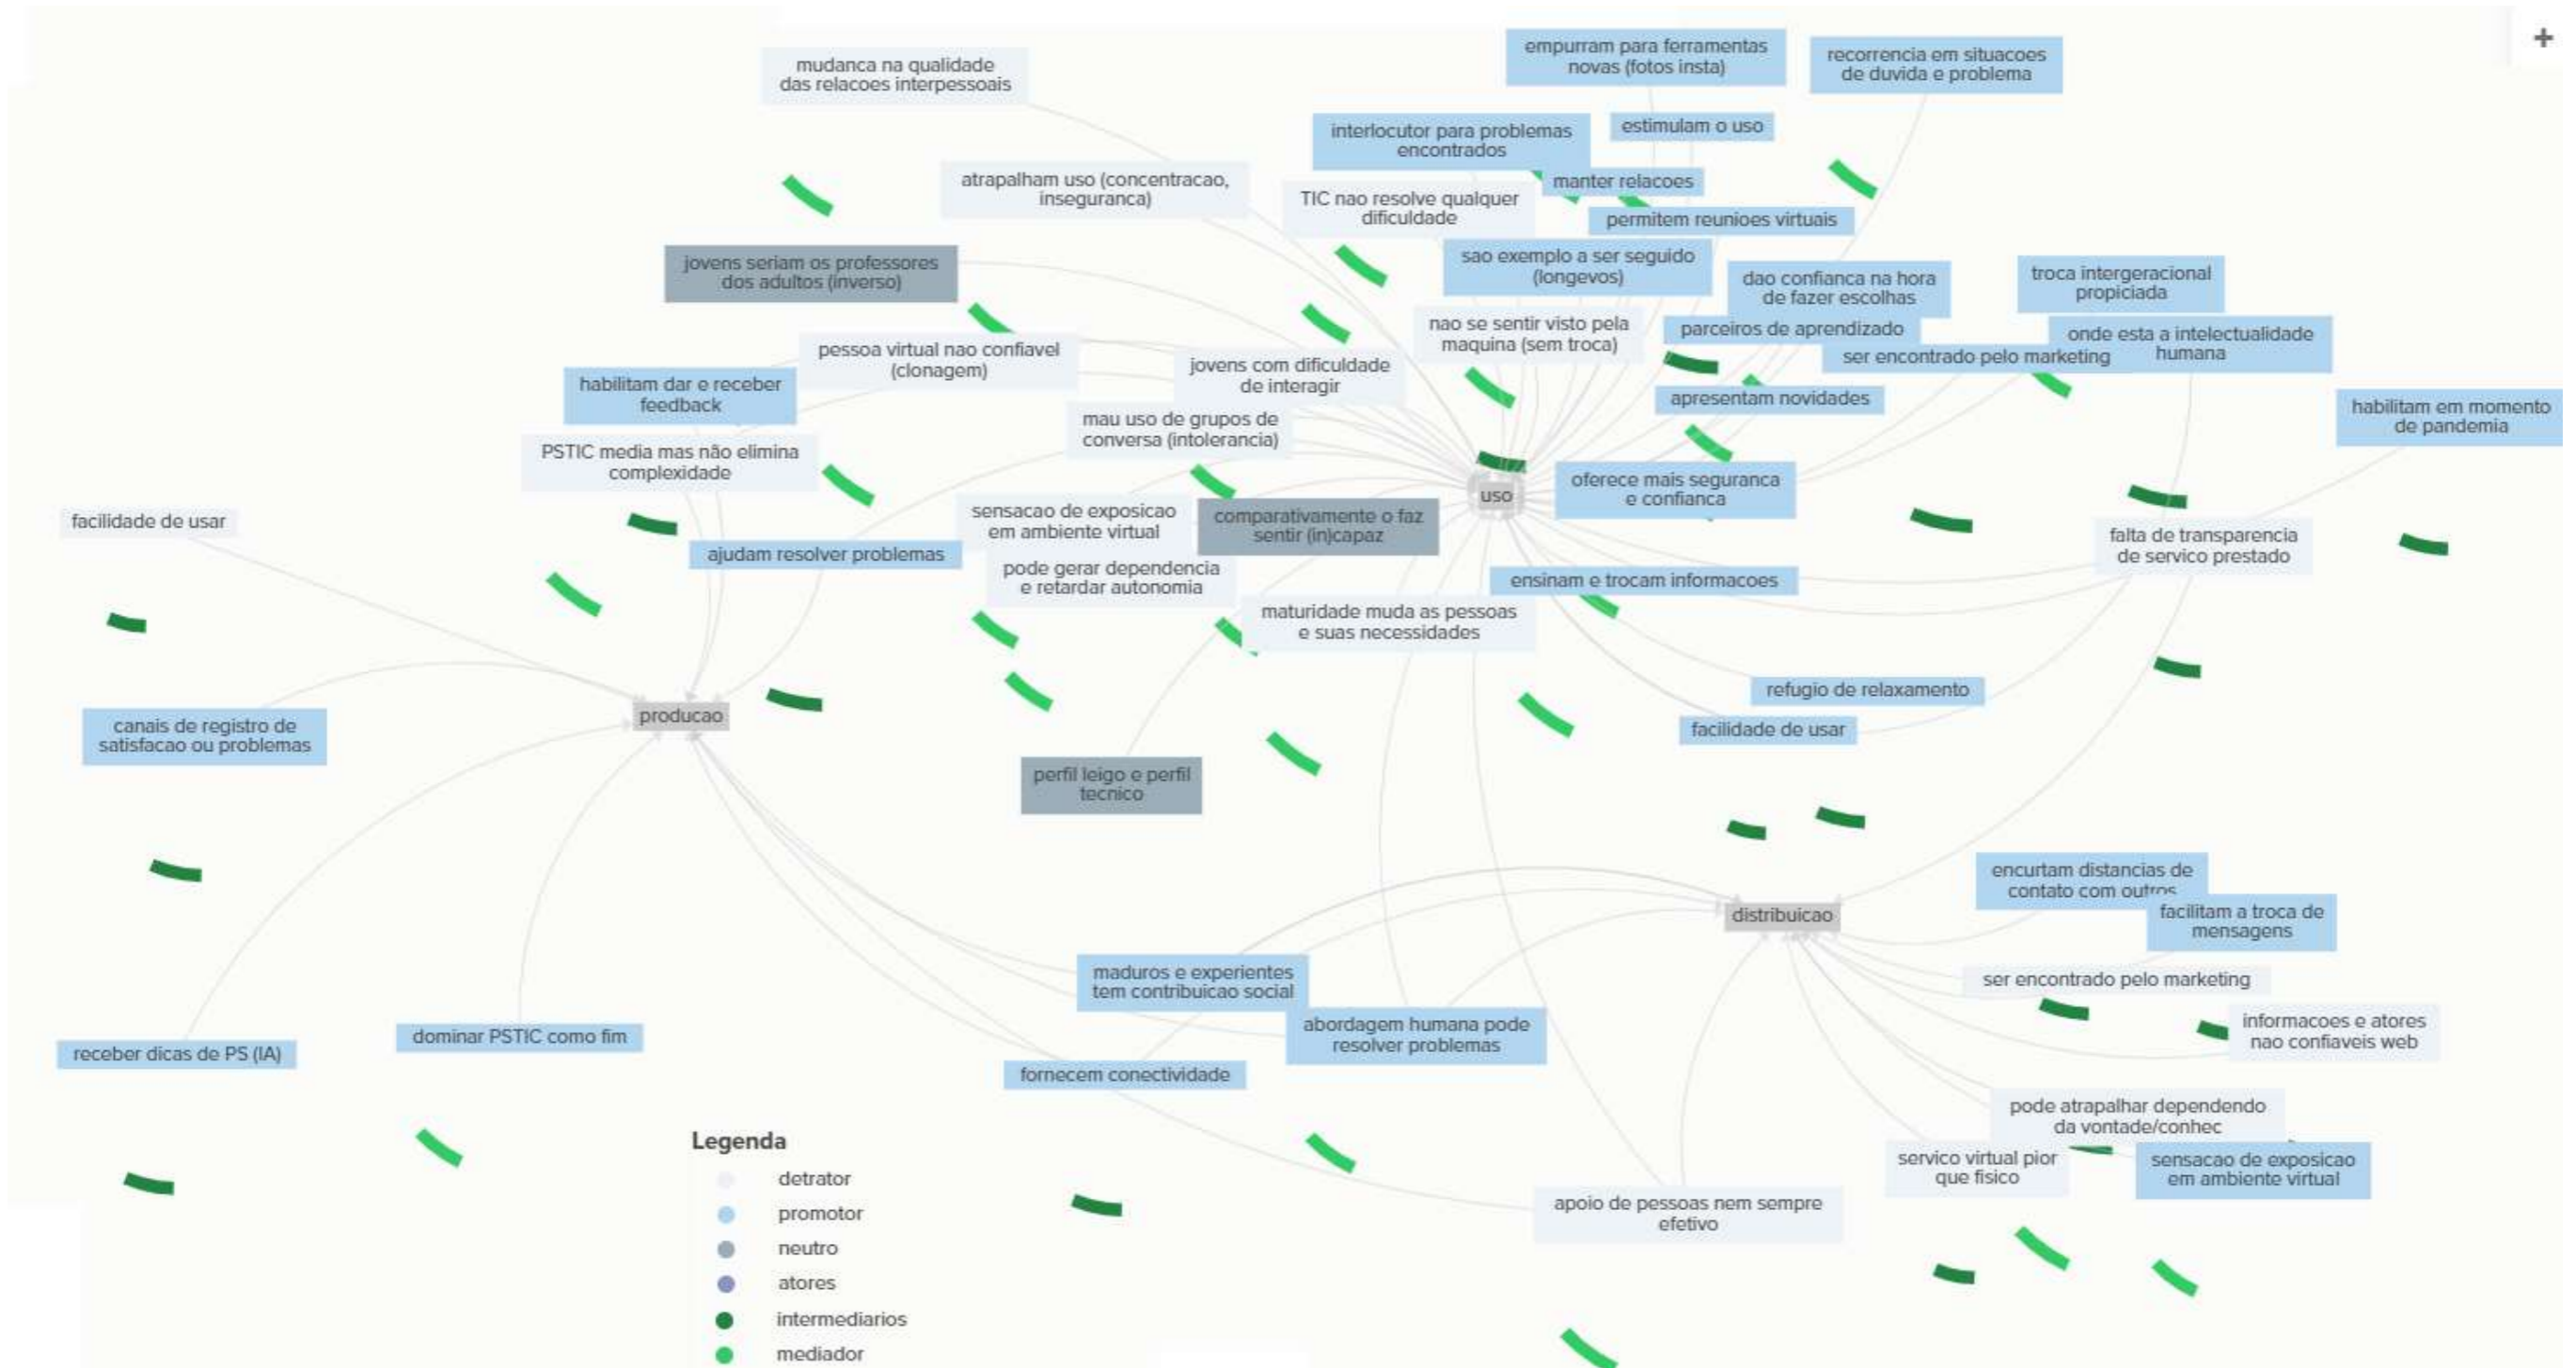 +
empurram para ferramentas
novas (fotos insta)
recorrencia em situacoes
de duvida e problema
mudanca na qualidade
das relacoes interpessoais
interlocutor para problemas
encontrados
estimulam o uso
atrapalham uso (concentracao,
inseguranca)
TIC nao resolve qualquer
dificuldade
manter relacoes
permitem reunioes virtuais
jovens seriam os professores
dos adultos (inverso)
sao exemplo a ser seguido
(longevos)
dao confianca na hora
de fazer escolhas
troca intergeracional
propiciada
nao se sentir visto pela
maquina (sem troca)
parceiros de aprendizado
onde esta a intelectualidade
humana
ser encontrado pelo marketing
pessoa virtual nao confiavel
(clonagem)
jovens com dificuldade
de interagir
habilitam dar e receber
feedback
apresentam novidades
habilitam em momento
de pandemia
mau uso de grupos de
conversa (intolerancia)
PSTIC media mas não elimina
complexidade
oferece mais seguranca
e confianca
uso
facilidade de usar
sensacao de exposicao
em ambiente virtual
comparativamente o faz
sentir (in)capaz
falta de transparencia
de servico prestado
ajudam resolver problemas
pode gerar dependencia
e retardar autonomia
ensinam e trocam informacoes
maturidade muda as pessoas
e suas necessidades
refugio de relaxamento
facilidade de usar
producao
canais de registro de
satisfacao ou problemas
perfil leigo e perfil
tecnico
encurtam distancias de
contato com outros
distribuicao
facilitam a troca de
mensagens
maduros e experientes
tem contribuicao social
ser encontrado pelo marketing
abordagem humana pode
resolver problemas
informacoes e atores
nao confiaveis web
dominar PSTIC como fim
receber dicas de PS (IA)
fornecem conectividade
pode atrapalhar dependendo
da vontade/conhec
servico virtual pior
que fisico
sensacao de exposicao
em ambiente virtual
apoio de pessoas nem sempre
efetivo
Legenda
detrator
promotor
neutro
atores
intermediarios
mediador